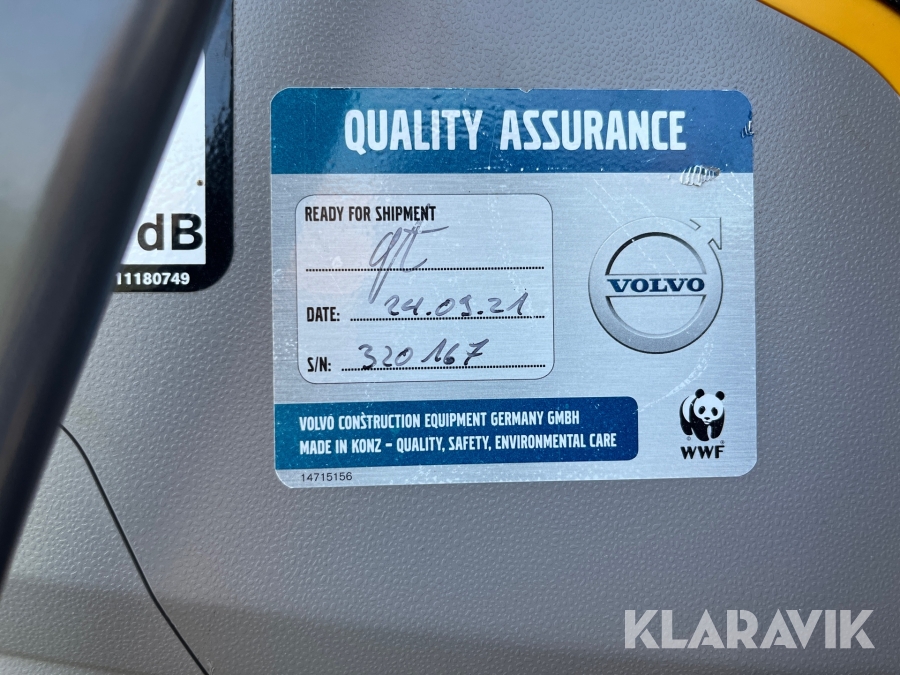 QUALITY ASSURANCE
READY FOR SHIPMENT
DATE: 24.09.21
S/N: 320167
VOLVO
VOLVO CONSTRUCTION EQUIPMENT GERMANY GMBH
MADE IN KONZ – QUALITY, SAFETY, ENVIRONMENTAL CARE
WWF
14715156
dB
11180749
KLARAVIK